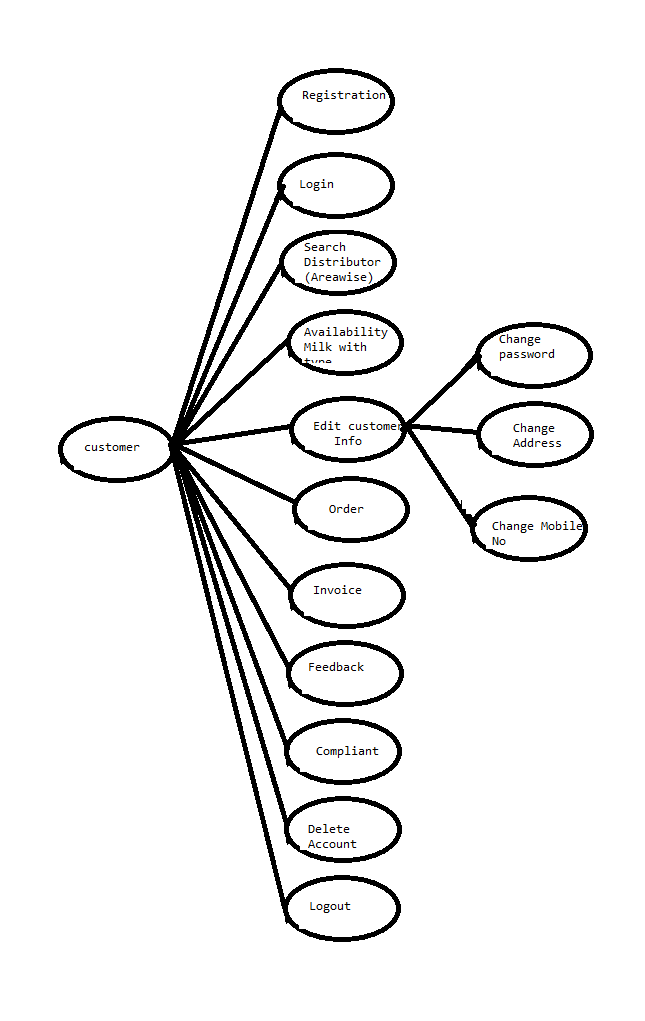 Registration
Login
Search
Distributor
(Areawise)
Availability
Milk with
type
Change
password
customer
Edit customer
Info
Change
Address
Order
Change Mobile
No
Invoice
Feedback
Compliant
Delete
Account
Logout